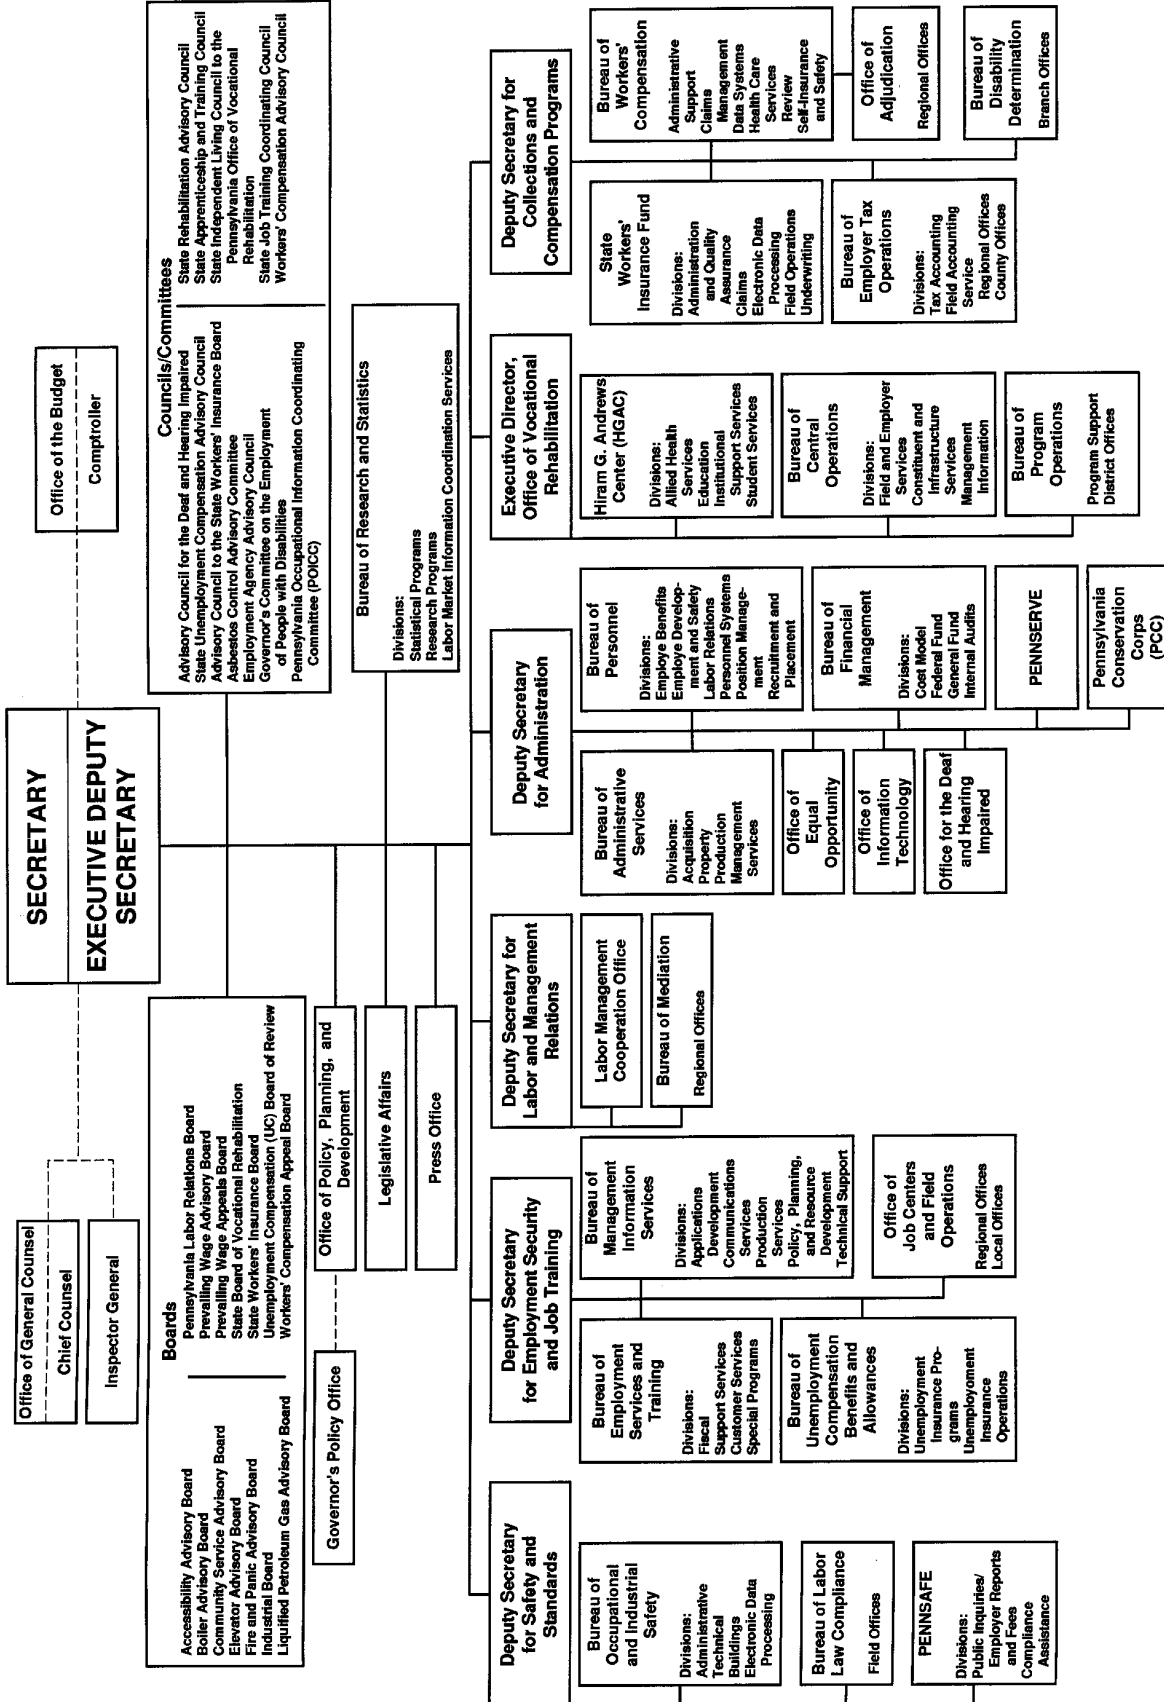 SECRETARY
EXECUTIVE DEPUTY
SECRETARY
Office of General Counsel
Chief Counsel
Inspector General
Office of the Budget
Comptroller
Boards
Accessibility Advisory Board
Boiler Advisory Board
Community Service Advisory Board
Elevator Advisory Board
Fire and Panic Advisory Board
Industrial Board
Liquified Petroleum Gas Advisory Board
Pennsylvania Labor Relations Board
Prevailing Wage Advisory Board
Prevailing Wage Appeals Board
State Board of Vocational Rehabilitation
State Workers' Insurance Board
Unemployment Compensation (UC) Board of Review
Workers' Compensation Appeal Board
Councils/Committees
Advisory Council for the Deaf and Hearing Impaired
State Unemployment Compensation Advisory Council
Advisory Council to the State Workers' Insurance Board
Asbestos Control Advisory Committee
Employment Agency Advisory Council
Governor's Committee on the Employment
of People with Disabilities
Pennsylvania Occupational Information Coordinating
Committee (POICC)
State Rehabilitation Advisory Council
State Apprenticeship and Training Council
State Independent Living Council to the
Pennsylvania Office of Vocational
Rehabilitation
State Job Training Coordinating Council
Workers' Compensation Advisory Council
Governor's Policy Office
Office of Policy, Planning, and
Development
Legislative Affairs
Press Office
Bureau of Research and Statistics
Divisions:
Statistical Programs
Research Programs
Labor Market Information Coordination Services
Deputy Secretary
for Safety and
Standards
Bureau of
Occupational
and Industrial
Safety
Divisions:
Administrative
Technical
Buildings
Electronic Data
Processing
Bureau of Labor
Law Compliance
Field Offices
PENNSAFE
Divisions:
Public Inquiries/
Employer Reports
and Fees
Compliance
Assistance
Deputy Secretary
for Employment Security
and Job Training
Bureau of
Employment
Services and
Training
Divisions:
Fiscal
Support Services
Customer Services
Special Programs
Bureau of
Unemployment
Compensation
Benefits and
Allowances
Divisions:
Unemployment
Insurance Pro-
grams
Unemployoment
Insurance
Operations
Bureau of
Management
Information
Services
Divisions:
Applications
Development
Communications
Services
Production
Services
Policy, Planning,
and Resource
Development
Technical Support
Office of
Job Centers
and Field
Operations
Regional Offices
Local Offices
Deputy Secretary for
Labor and Management
Relations
Labor Management
Cooperation Office
Bureau of Mediation
Regional Offices
Deputy Secretary
for Administration
Bureau of
Administrative
Services
Divisions:
Acquisition
Property
Production
Management
Services
Office of
Equal
Opportunity
Office of
Information
Technology
Office for the Deaf
and Hearing
Impaired
Bureau of
Personnel
Divisions:
Employe Benefits
Employe Develop-
ment and Safety
Labor Relations
Personnel Systems
Position Manage-
ment
Recruitment and
Placement
Bureau of
Financial
Management
Divisions:
Cost Model
Federal Fund
General Fund
Internal Audits
PENNSERVE
Pennsylvania
Conservation
Corps
(PCC)
Executive Director,
Office of Vocational
Rehabilitation
Hiram G. Andrews
Center (HGAC)
Divisions:
Allied Health
Services
Education
Institutional
Support Services
Student Services
Bureau of
Central
Operations
Divisions:
Field and Employer
Services
Constituent and
Infrastructure
Services
Management
Information
Bureau of
Program
Operations
Program Support
District Offices
Deputy Secretary for
Collections and
Compensation Programs
State
Workers'
Insurance Fund
Divisions:
Administration
and Quality
Assurance
Claims
Electronic Data
Processing
Field Operations
Underwriting
Bureau of
Employer Tax
Operations
Divisions:
Tax Accounting
Field Accounting
Service
Regional Offices
County Offices
Bureau of
Workers'
Compensation
Administrative
Support
Claims
Management
Data Systems
Health Care
Services
Review
Self-Insurance
and Safety
Office of
Adjudication
Regional Offices
Bureau of
Disability
Determination
Branch Offices